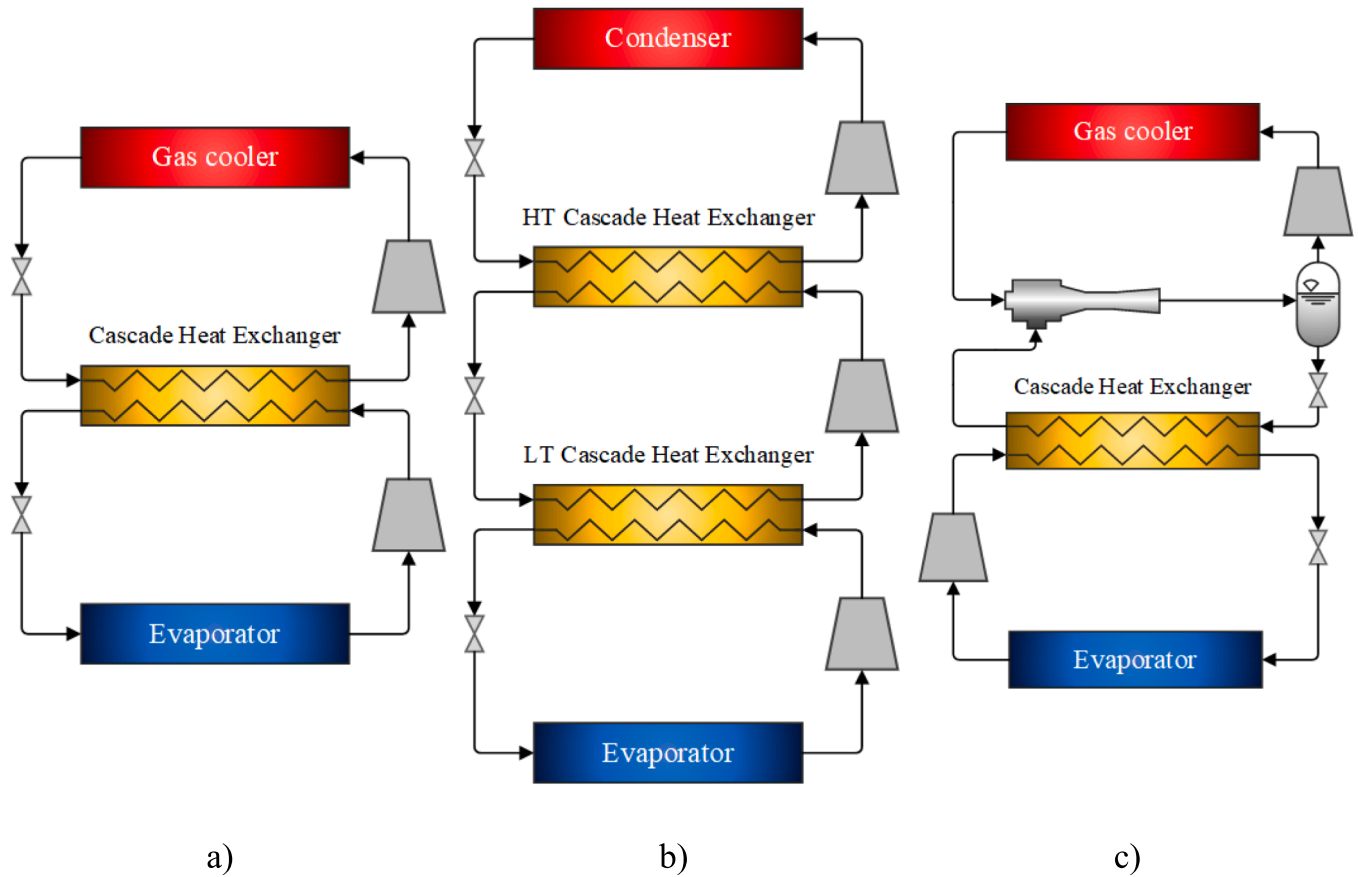 Gas cooler
Cascade Heat Exchanger
Evaporator
a)
Condenser
HT Cascade Heat Exchanger
LT Cascade Heat Exchanger
Evaporator
b)
Gas cooler
Cascade Heat Exchanger
Evaporator
c)